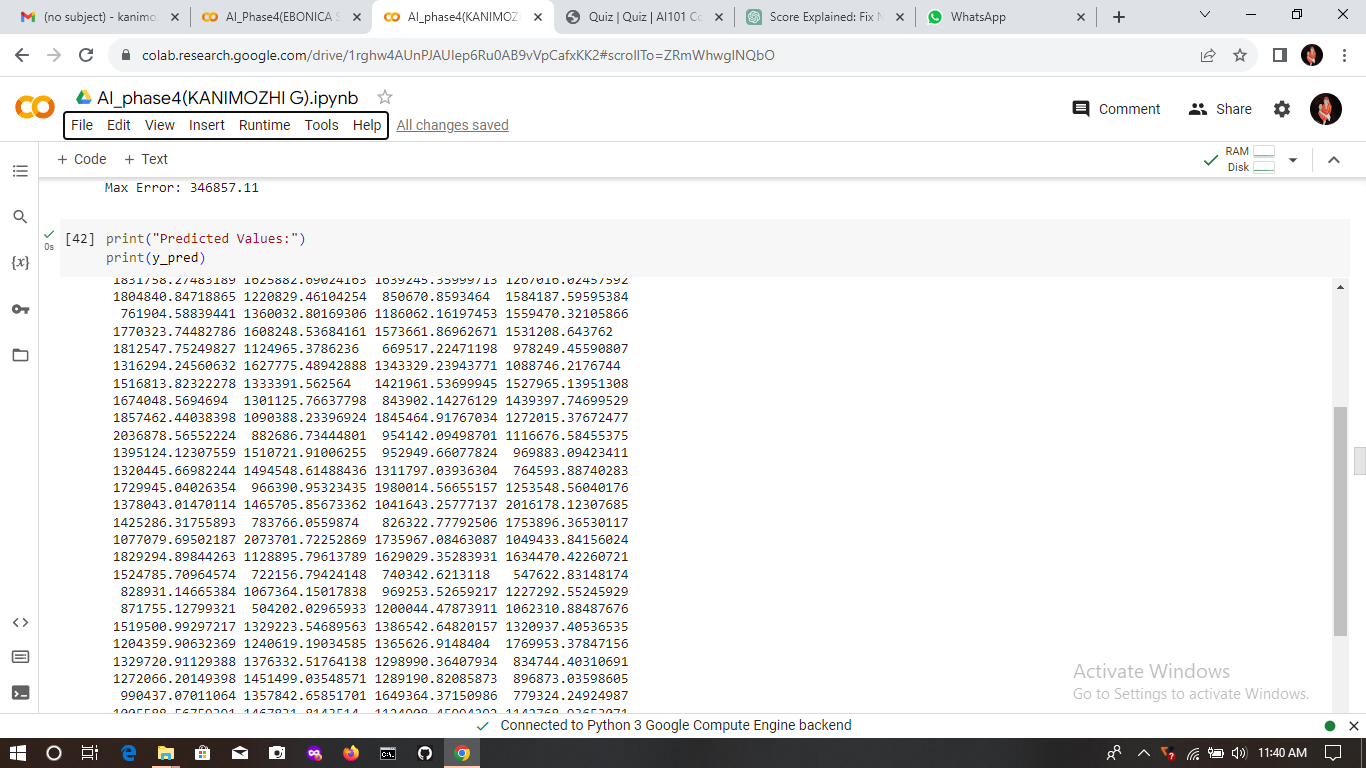 (no subject) - kanimo
AI_Phase4(EBONICA S
AI_phase4(KANIMOZ
Quiz | Quiz | AI101 Co
Score Explained: Fix N
WhatsApp
colab.research.google.com/drive/1rghw4AUnPJAUlep6Ru0AB9vVpCafxKK2#scrollTo=ZRmWhwglNQbO
AI_phase4(KANIMOZHI G).ipynb
File Edit View Insert Runtime Tools Help All changes saved
Comment Share
+ Code + Text
RAM
Disk
Max Error: 346857.11
[42] print("Predicted Values:")
print(y_pred)
0s
{x}
1831758.27483189 1625882.69024163 1639245.35999713 1267016.02457592
1804840.84718865 1220829.46104254 850670.8593464 1584187.59595384
761904.58839441 1360032.80169306 1186062.16197453 1559470.32105866
1770323.74482786 1608248.53684161 1573661.86962671 1531208.643762
1812547.75249827 1124965.3786236 669517.22471198 978249.45590807
1316294.24560632 1627775.48942888 1343329.23943771 1088746.2176744
1516813.82322278 1333391.562564 1421961.53699945 1527965.13951308
1674048.5694694 1301125.76637798 843902.14276129 1439397.74699529
1857462.44038398 1090388.23396924 1845464.91767034 1272015.37672477
2036878.56552224 882686.73444801 954142.09498701 1116676.58455375
1395124.12307559 1510721.91006255 952949.66077824 969883.09423411
1320445.66982244 1494548.61488436 1311797.03936304 764593.88740283
1729945.04026354 966390.95323435 1980014.56655157 1253548.56040176
1378043.01470114 1465705.85673362 1041643.25777137 2016178.12307685
1425286.31755893 783766.0559874 826322.77792506 1753896.36530117
1077079.69502187 2073701.72252869 1735967.08463087 1049433.84156024
1829294.89844263 1128895.79613789 1629029.35283931 1634470.42260721
1524785.70964574 722156.79424148 740342.6213118 547622.83148174
828931.14665384 1067364.15017838 969253.52659217 1227292.55245929
871755.12799321 504202.02965933 1200044.47873911 1062310.88487676
1519500.99297217 1329223.54689563 1386542.64820157 1320937.40536535
1204359.90632369 1240619.19034585 1365626.9148404 1769953.37847156
1329720.91129388 1376332.51764138 1298990.36407934 834744.40310691
1272066.20149398 1451499.03548571 1289190.82085873 896873.03598605
990437.07011064 1357842.65851701 1649364.37150986 779324.24924987
Activate Windows
Go to Settings to activate Windows.
Connected to Python 3 Google Compute Engine backend
11:40 AM